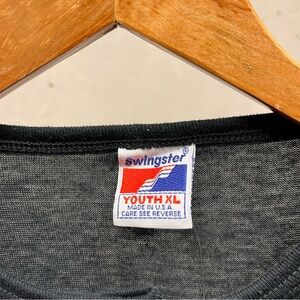 swingster®
YOUTH XL
MADE IN U.S.A.
CARE SEE REVERSE